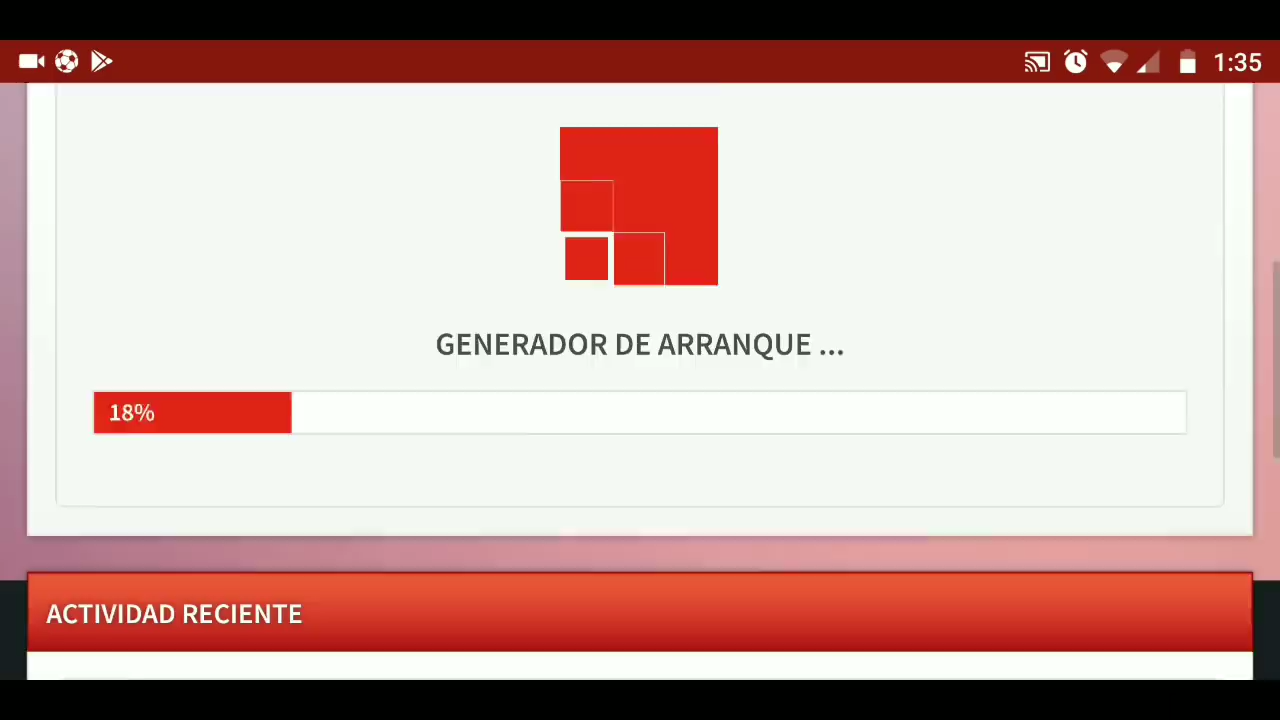 1:35
GENERADOR DE ARRANQUE ...
18%
ACTIVIDAD RECIENTE